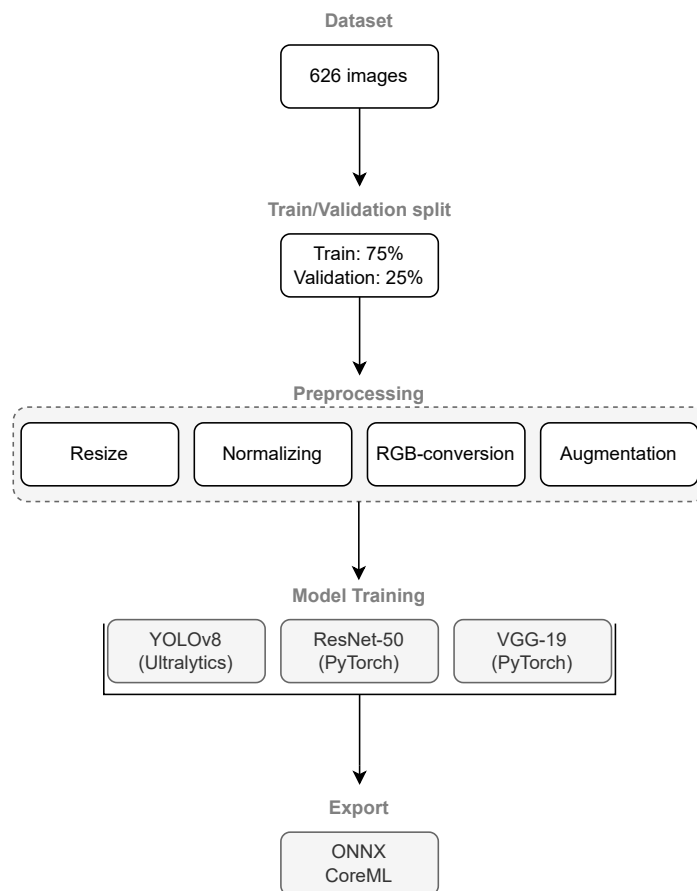 Dataset
626 images
Train/Validation split
Train: 75%
Validation: 25%
Preprocessing
Resize
Normalizing
RGB-conversion
Augmentation
Model Training
YOLOv8
(Ultralytics)
ResNet-50
(PyTorch)
VGG-19
(PyTorch)
Export
ONNX
CoreML